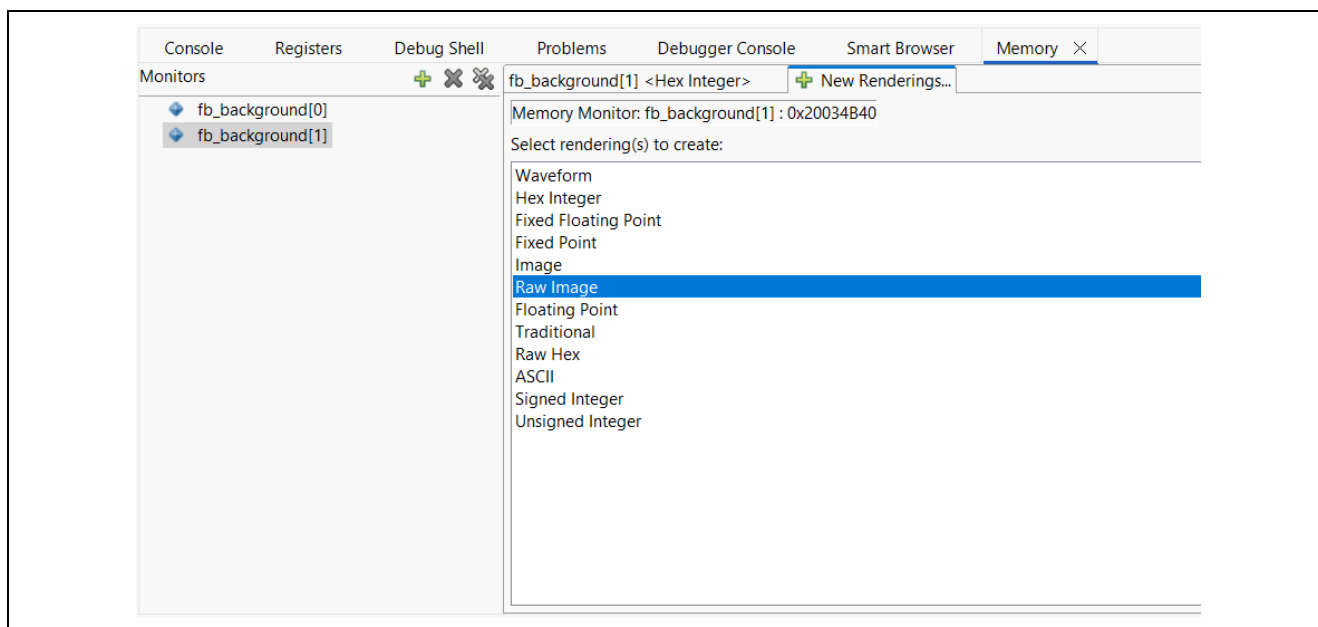 Console Registers Debug Shell Problems Debugger Console Smart Browser Memory
Monitors
fb_background[0]
fb_background[1]
fb_background[1] <Hex Integer> New Renderings...
Memory Monitor: fb_background[1] : 0x20034B40
Select rendering(s) to create:
Waveform
Hex Integer
Fixed Floating Point
Fixed Point
Image
Raw Image
Floating Point
Traditional
Raw Hex
ASCII
Signed Integer
Unsigned Integer